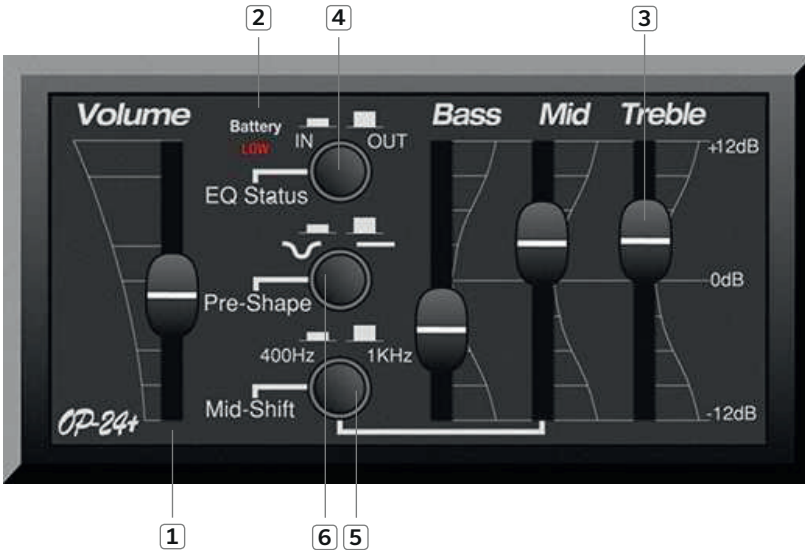 2 4 3
Volume Bass Mid Treble
Battery
LOW
IN OUT
+12dB
EQ Status
0dB
Pre-Shape
400Hz 1KHz
Mid-Shift
OP-24+
-12dB
1 6 5